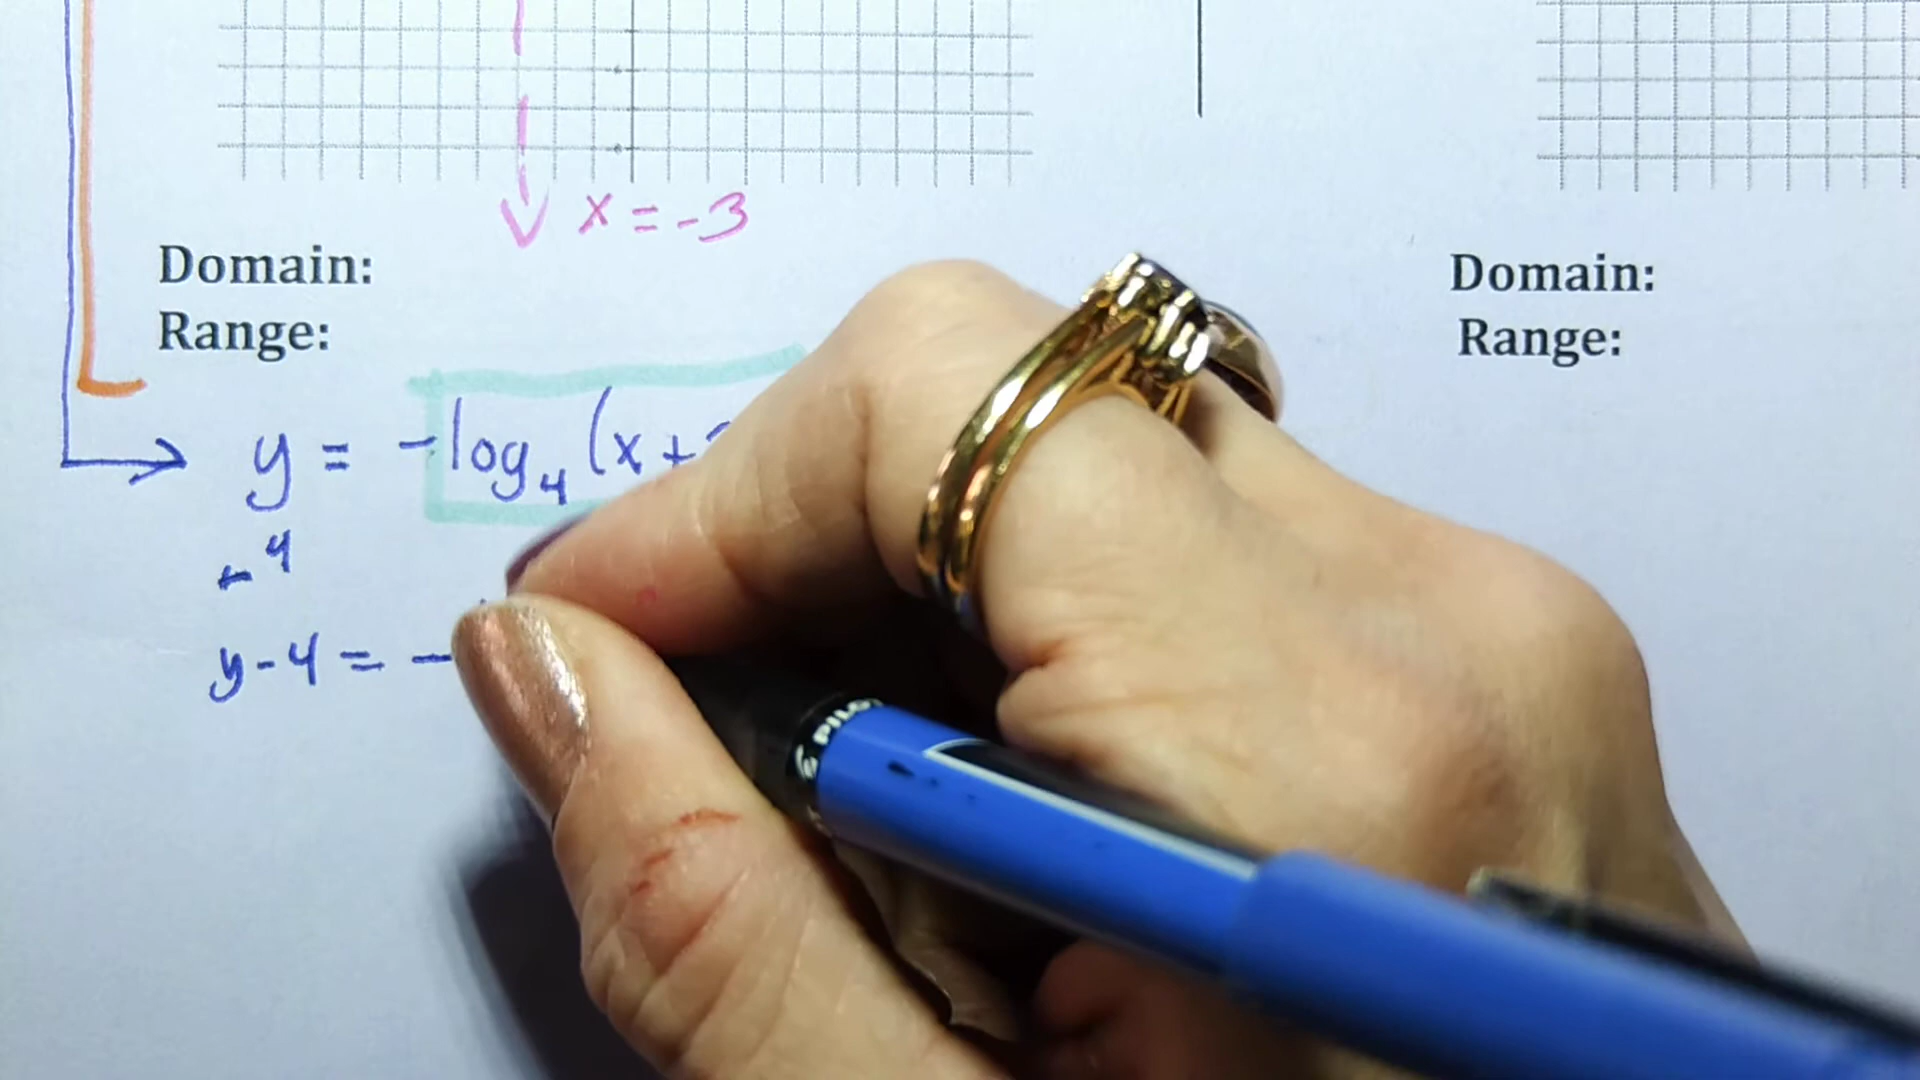 x = -3
Domain:
Range:
Domain:
Range:
y = -log₄ (x+
-4
y-4 = -
PILOT